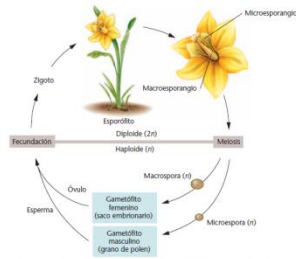 Microesporangio
Macroesporangio
Zigoto
Esporófito
Diploide (2n)
Fecundación
Meiosis
Haploide (n)
Macrospora (n)
Óvulo
Gametófito
femenino
(saco embrionario)
Microespora (n)
Esperma
Gametófito
masculino
(grano de polen)